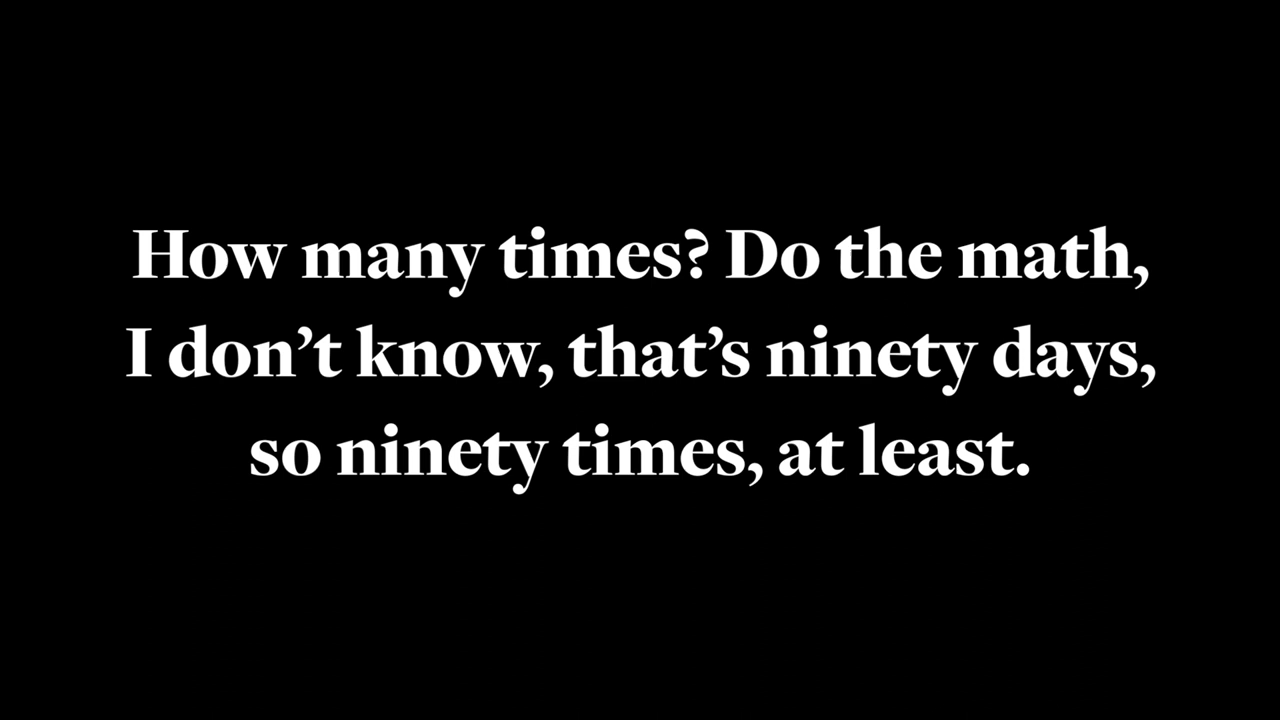 How many times? Do the math,
I don’t know, that’s ninety days,
so ninety times, at least.